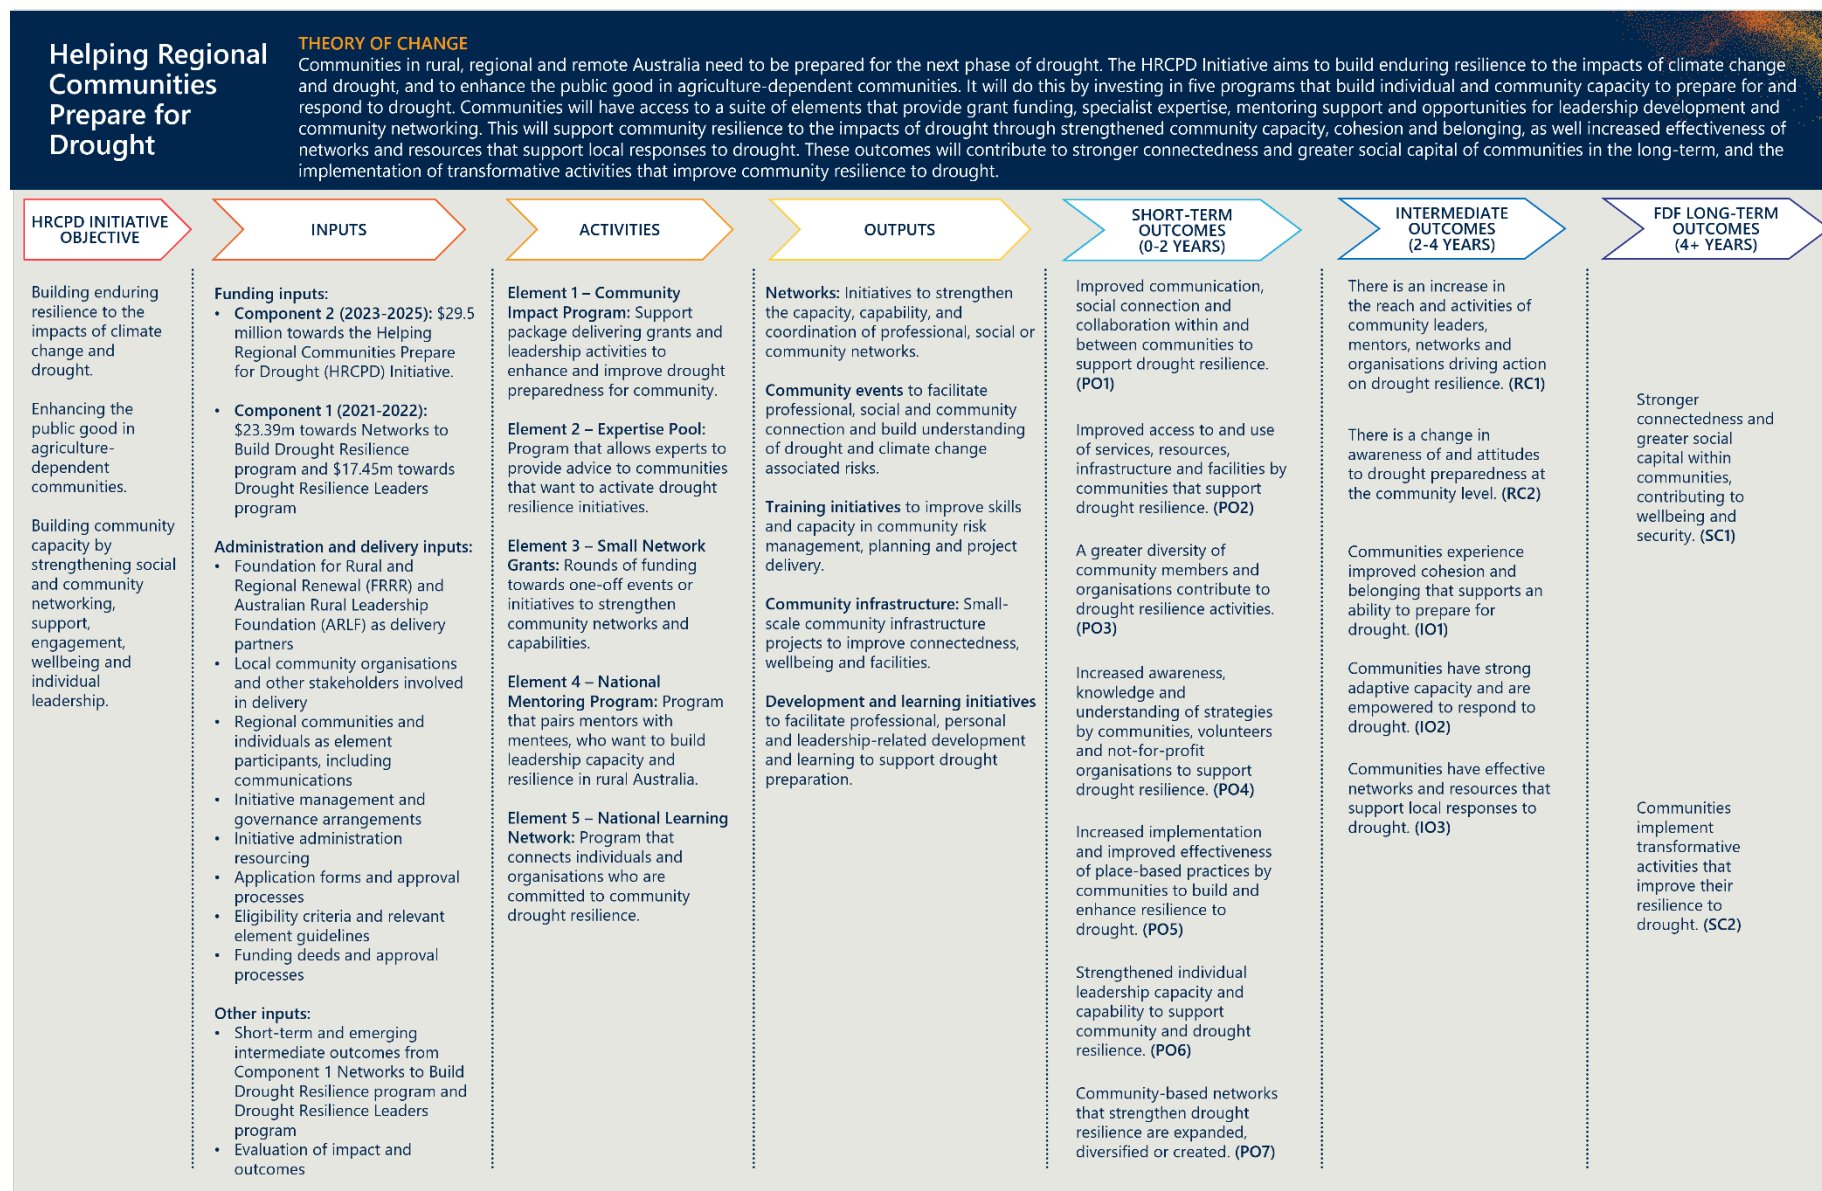 Helping Regional
Communities
Prepare for
Drought
THEORY OF CHANGE
Communities in rural, regional and remote Australia need to be prepared for the next phase of drought. The HRCPD Initiative aims to build enduring resilience to the impacts of climate change
and drought, and to enhance the public good in agriculture-dependent communities. It will do this by investing in five programs that build individual and community capacity to prepare for and
respond to drought. Communities will have access to a suite of elements that provide grant funding, specialist expertise, mentoring support and opportunities for leadership development and
community networking. This will support community resilience to the impacts of drought through strengthened community capacity, cohesion and belonging, as well increased effectiveness of
networks and resources that support local responses to drought. These outcomes will contribute to stronger connectedness and greater social capital of communities in the long-term, and the
implementation of transformative activities that improve community resilience to drought.
HRCPD INITIATIVE
OBJECTIVE
Building enduring
resilience to the
impacts of climate
change and
drought.
Enhancing the
public good in
agriculture-
dependent
communities.
Building community
capacity by
strengthening social
and community
networking,
support,
engagement,
wellbeing and
individual
leadership.
INPUTS
Funding inputs:
• Component 2 (2023-2025): $29.5
million towards the Helping
Regional Communities Prepare
for Drought (HRCPD) Initiative.
• Component 1 (2021-2022):
$23.39m towards Networks to
Build Drought Resilience
program and $17.45m towards
Drought Resilience Leaders
program
Administration and delivery inputs:
• Foundation for Rural and
Regional Renewal (FRRR) and
Australian Rural Leadership
Foundation (ARLF) as delivery
partners
• Local community organisations
and other stakeholders involved
in delivery
• Regional communities and
individuals as element
participants, including
communications
• Initiative management and
governance arrangements
• Initiative administration
resourcing
• Application forms and approval
processes
• Eligibility criteria and relevant
element guidelines
• Funding deeds and approval
processes
Other inputs:
• Short-term and emerging
intermediate outcomes from
Component 1 Networks to Build
Drought Resilience program and
Drought Resilience Leaders
program
• Evaluation of impact and
outcomes
ACTIVITIES
Element 1 – Community
Impact Program: Support
package delivering grants and
leadership activities to
enhance and improve drought
preparedness for community.
Element 2 – Expertise Pool:
Program that allows experts to
provide advice to communities
that want to activate drought
resilience initiatives.
Element 3 – Small Network
Grants: Rounds of funding
towards one-off events or
initiatives to strengthen
community networks and
capabilities.
Element 4 – National
Mentoring Program: Program
that pairs mentors with
mentees, who want to build
leadership capacity and
resilience in rural Australia.
Element 5 – National Learning
Network: Program that
connects individuals and
organisations who are
committed to community
drought resilience.
OUTPUTS
Networks: Initiatives to strengthen
the capacity, capability, and
coordination of professional, social or
community networks.
Community events to facilitate
professional, social and community
connection and build understanding
of drought and climate change
associated risks.
Training initiatives to improve skills
and capacity in community risk
management, planning and project
delivery.
Community infrastructure: Small-
scale community infrastructure
projects to improve connectedness,
wellbeing and facilities.
Development and learning initiatives
to facilitate professional, personal
and leadership-related development
and learning to support drought
preparation.
SHORT-TERM
OUTCOMES
(0-2 YEARS)
Improved communication,
social connection and
collaboration within and
between communities to
support drought resilience.
(PO1)
Improved access to and use
of services, resources,
infrastructure and facilities by
communities that support
drought resilience. (PO2)
A greater diversity of
community members and
organisations contribute to
drought resilience activities.
(PO3)
Increased awareness,
knowledge and
understanding of strategies
by communities, volunteers
and not-for-profit
organisations to support
drought resilience. (PO4)
Increased implementation
and improved effectiveness
of place-based practices by
communities to build and
enhance resilience to
drought. (PO5)
Strengthened individual
leadership capacity and
capability to support
community and drought
resilience. (PO6)
Community-based networks
that strengthen drought
resilience are expanded,
diversified or created. (PO7)
INTERMEDIATE
OUTCOMES
(2-4 YEARS)
There is an increase in
the reach and activities of
community leaders,
mentors, networks and
organisations driving action
on drought resilience. (RC1)
There is a change in
awareness of and attitudes
to drought preparedness at
the community level. (RC2)
Communities experience
improved cohesion and
belonging that supports an
ability to prepare for
drought. (IO1)
Communities have strong
adaptive capacity and are
empowered to respond to
drought. (IO2)
Communities have effective
networks and resources that
support local responses to
drought. (IO3)
FDF LONG-TERM
OUTCOMES
(4+ YEARS)
Stronger
connectedness and
greater social
capital within
communities,
contributing to
wellbeing and
security. (SC1)
Communities
implement
transformative
activities that
improve their
resilience to
drought. (SC2)